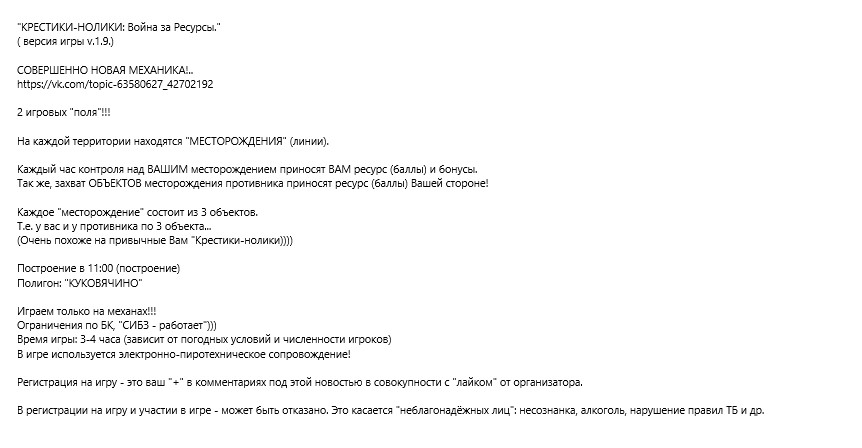 "КРЕСТИКИ-НОЛИКИ: Война за Ресурсы."
( версия игры v.1.9.)
СОВЕРШЕННО НОВАЯ МЕХАНИКА!..
https://vk.com/topic-63580627_42702192
2 игровых "поля"!!!
На каждой территории находятся "МЕСТОРОЖДЕНИЯ" (линии).
Каждый час контроля над ВАШИМ месторождением приносят ВАМ ресурс (баллы) и бонусы.
Так же, захват ОБЪЕКТОВ месторождения противника приносят ресурс (баллы) Вашей стороне!
Каждое "месторождение" состоит из 3 объектов.
Т.е. у вас и у противника по 3 объекта...
(Очень похоже на привычные Вам "Крестики-нолики))))
Построение в 11:00 (построение)
Полигон: "КУКОВЯЧИНО"
Играем только на механах!!!
Ограничения по БК, "СИБЗ - работает")))
Время игры: 3-4 часа (зависит от погодных условий и численности игроков)
В игре используется электронно-пиротехническое сопровождение!
Регистрация на игру - это ваш "+" в комментариях под этой новостью в совокупности с "лайком" от организатора.
В регистрации на игру и участии в игре - может быть отказано. Это касается "неблагонадёжных лиц": несознанка, алкоголь, нарушение правил ТБ и др.